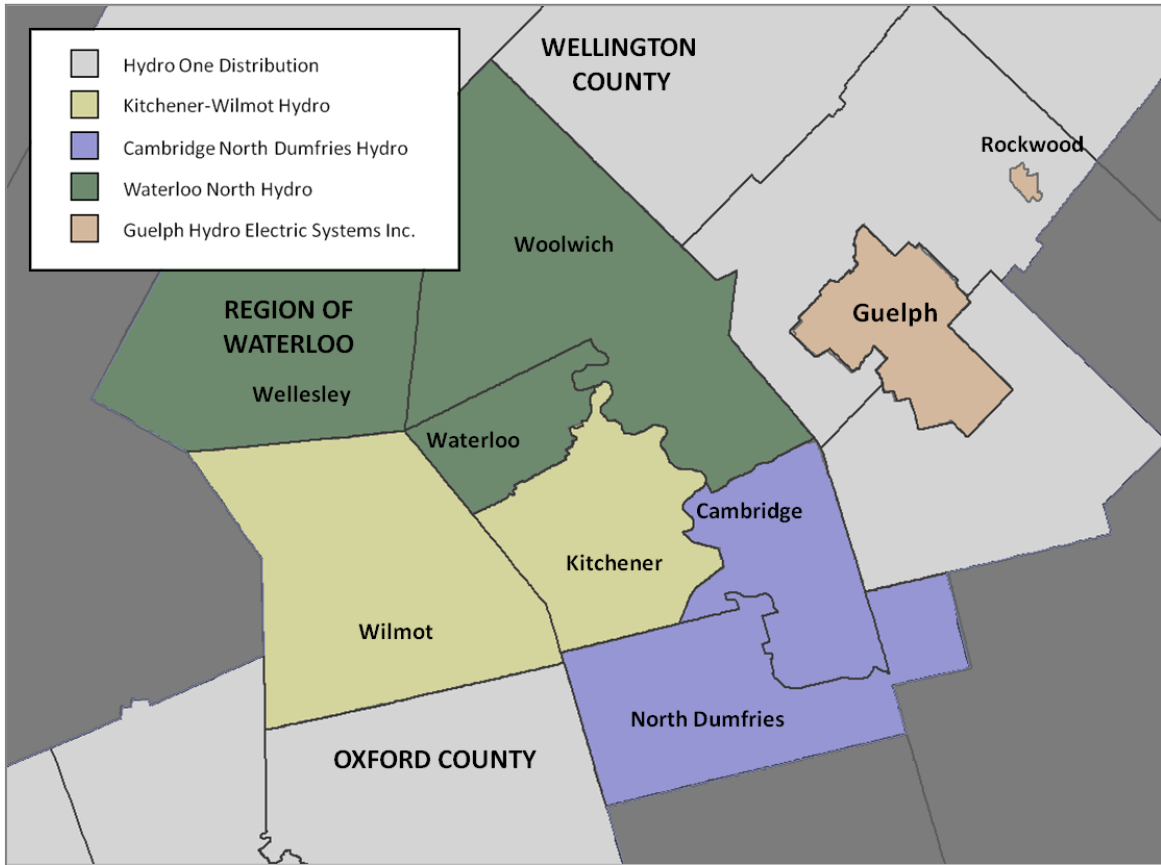 Hydro One Distribution
Kitchener-Wilmot Hydro
Cambridge North Dumfries Hydro
Waterloo North Hydro
Guelph Hydro Electric Systems Inc.
WELLINGTON
COUNTY
Rockwood
Woolwich
REGION OF
WATERLOO
Guelph
Wellesley
Waterloo
Cambridge
Kitchener
Wilmot
North Dumfries
OXFORD COUNTY